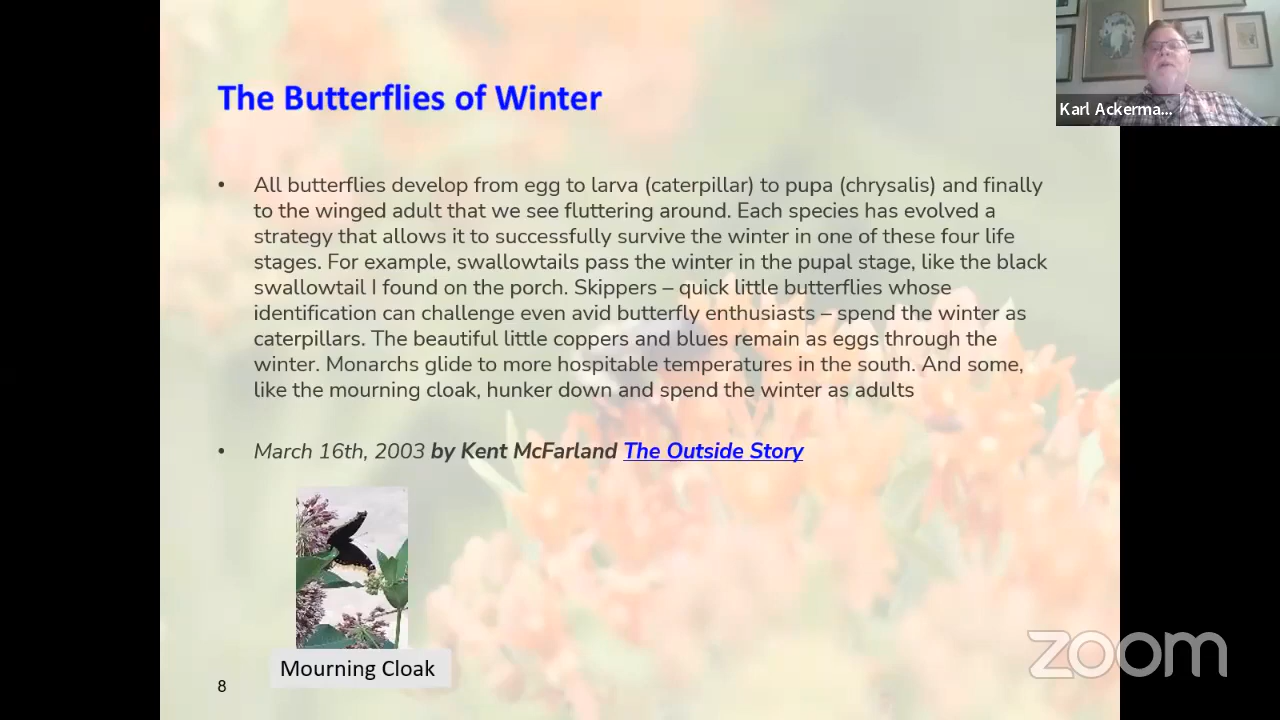 The Butterflies of Winter
Karl Ackerma...
• All butterflies develop from egg to larva (caterpillar) to pupa (chrysalis) and finally
to the winged adult that we see fluttering around. Each species has evolved a
strategy that allows it to successfully survive the winter in one of these four life
stages. For example, swallowtails pass the winter in the pupal stage, like the black
swallowtail I found on the porch. Skippers – quick little butterflies whose
identification can challenge even avid butterfly enthusiasts – spend the winter as
caterpillars. The beautiful little coppers and blues remain as eggs through the
winter. Monarchs glide to more hospitable temperatures in the south. And some,
like the mourning cloak, hunker down and spend the winter as adults
• March 16th, 2003 by Kent McFarland The Outside Story
Mourning Cloak
8
zoom